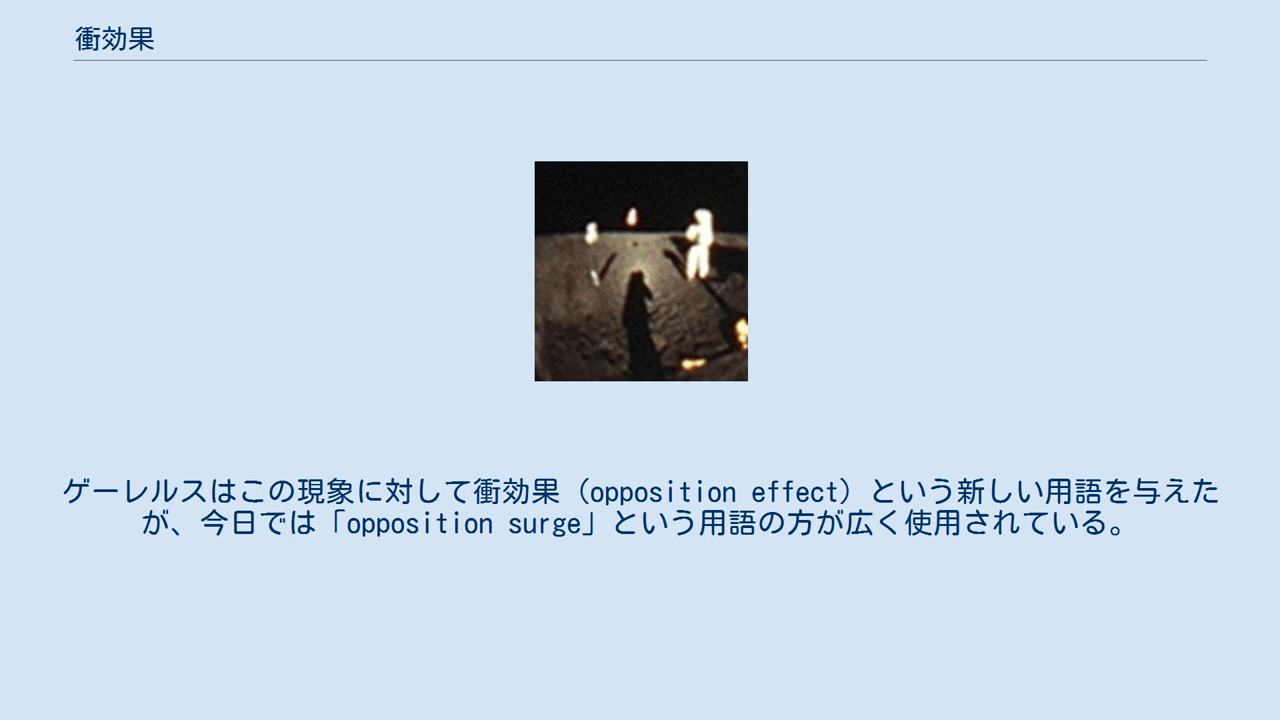 衝効果
ゲーレルスはこの現象に対して衝効果（opposition effect）という新しい用語を与えた
が、今日では「opposition surge」という用語の方が広く使用されている。